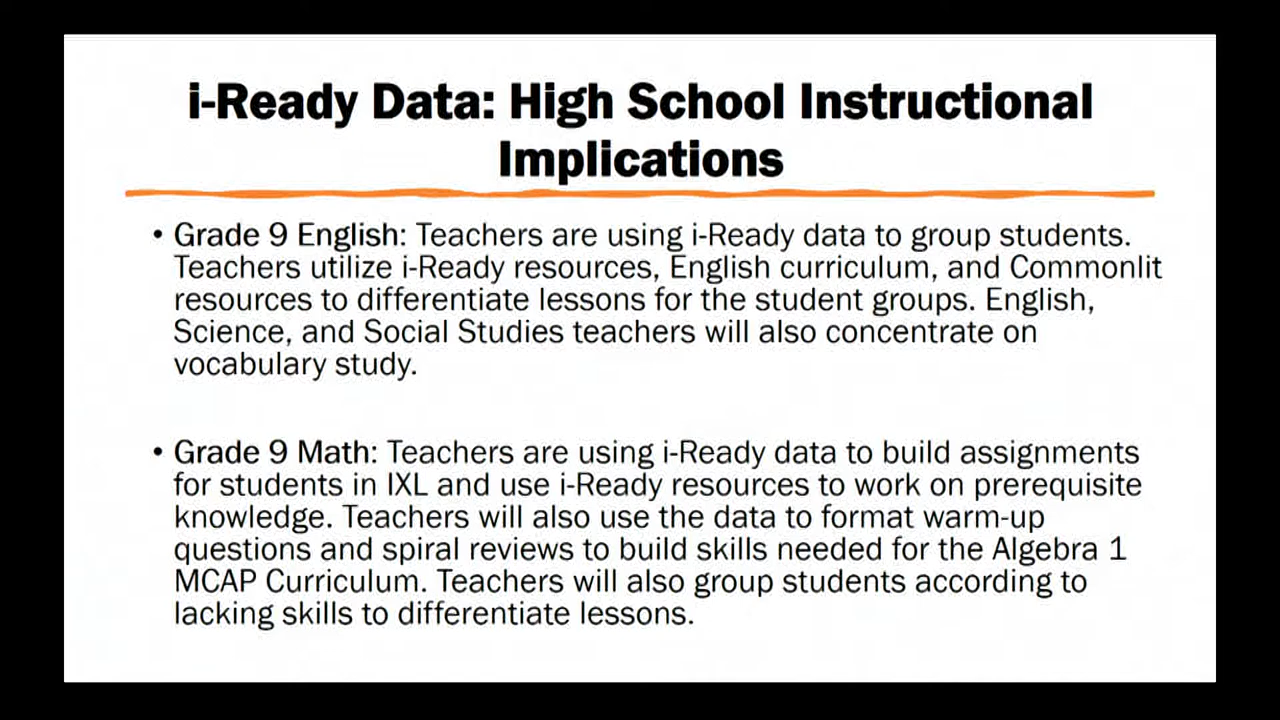 i-Ready Data: High School Instructional
Implications
• Grade 9 English: Teachers are using i-Ready data to group students.
Teachers utilize i-Ready resources, English curriculum, and Commonlit
resources to differentiate lessons for the student groups. English,
Science, and Social Studies teachers will also concentrate on
vocabulary study.
• Grade 9 Math: Teachers are using i-Ready data to build assignments
for students in IXL and use i-Ready resources to work on prerequisite
knowledge. Teachers will also use the data to format warm-up
questions and spiral reviews to build skills needed for the Algebra 1
MCAP Curriculum. Teachers will also group students according to
lacking skills to differentiate lessons.